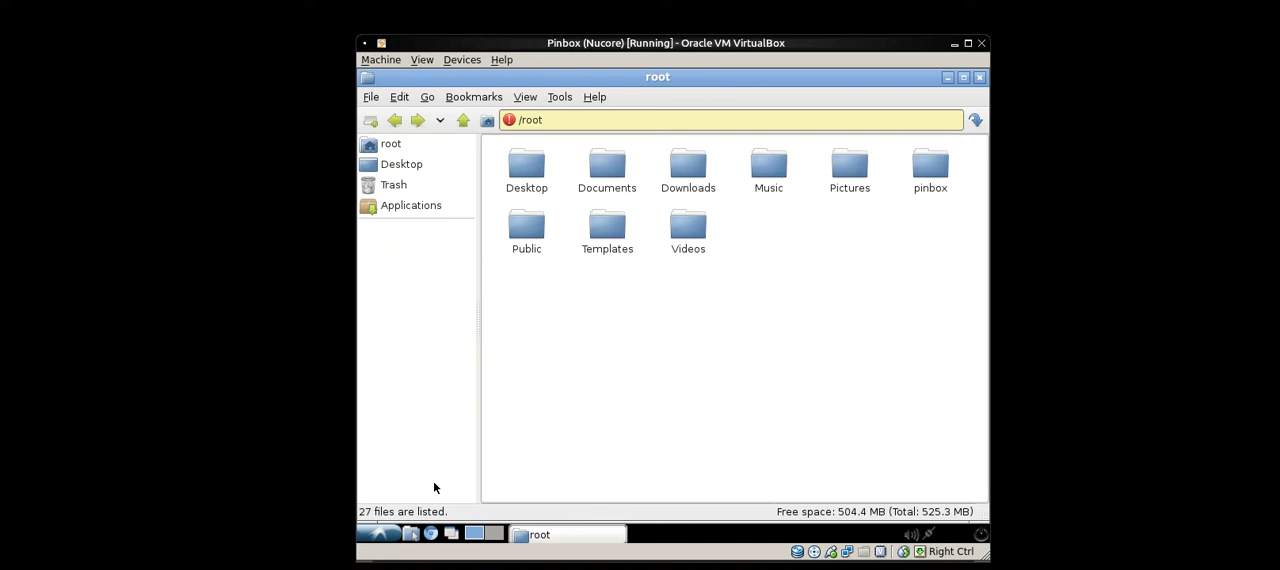 Pinbox (Nucore) [Running] - Oracle VM VirtualBox
Machine View Devices Help
root
File Edit Go Bookmarks View Tools Help
/root
root
Desktop
Trash
Applications
Desktop Documents Downloads Music Pictures pinbox
Public Templates Videos
27 files are listed. Free space: 504.4 MB (Total: 525.3 MB)
root
Right Ctrl